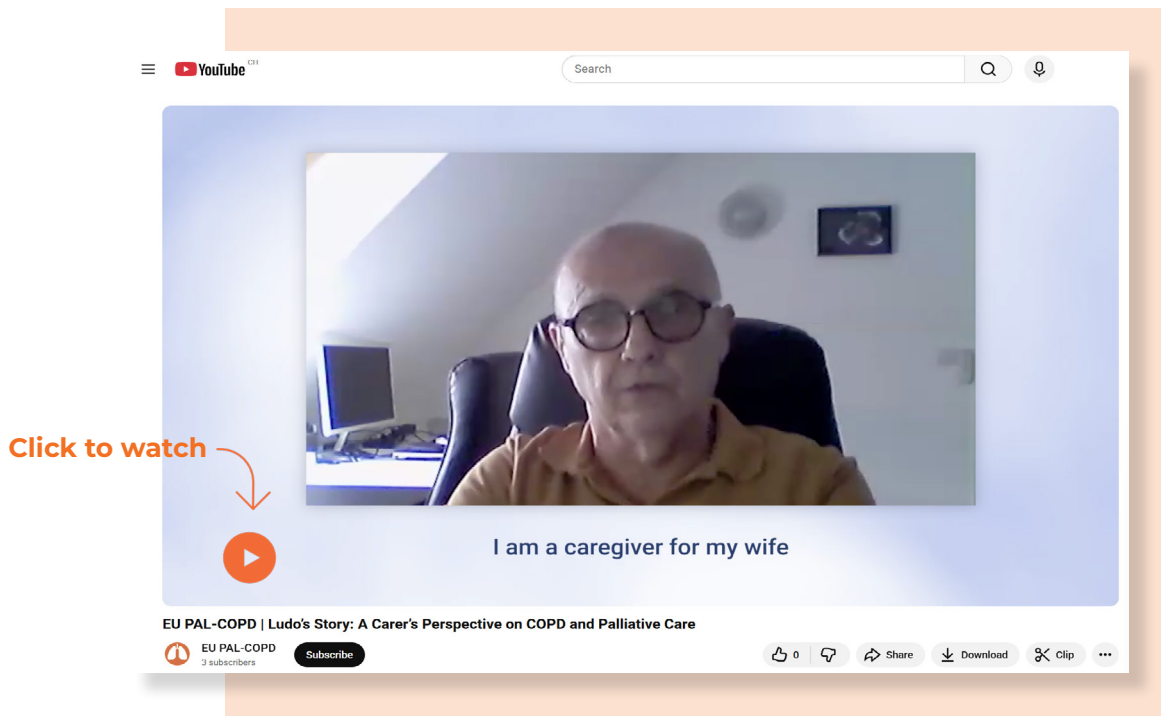 YouTube CH
Search
Click to watch
I am a caregiver for my wife
EU PAL-COPD | Ludo's Story: A Carer's Perspective on COPD and Palliative Care
EU PAL-COPD
3 subscribers
Subscribe
0
Share
Download
Clip